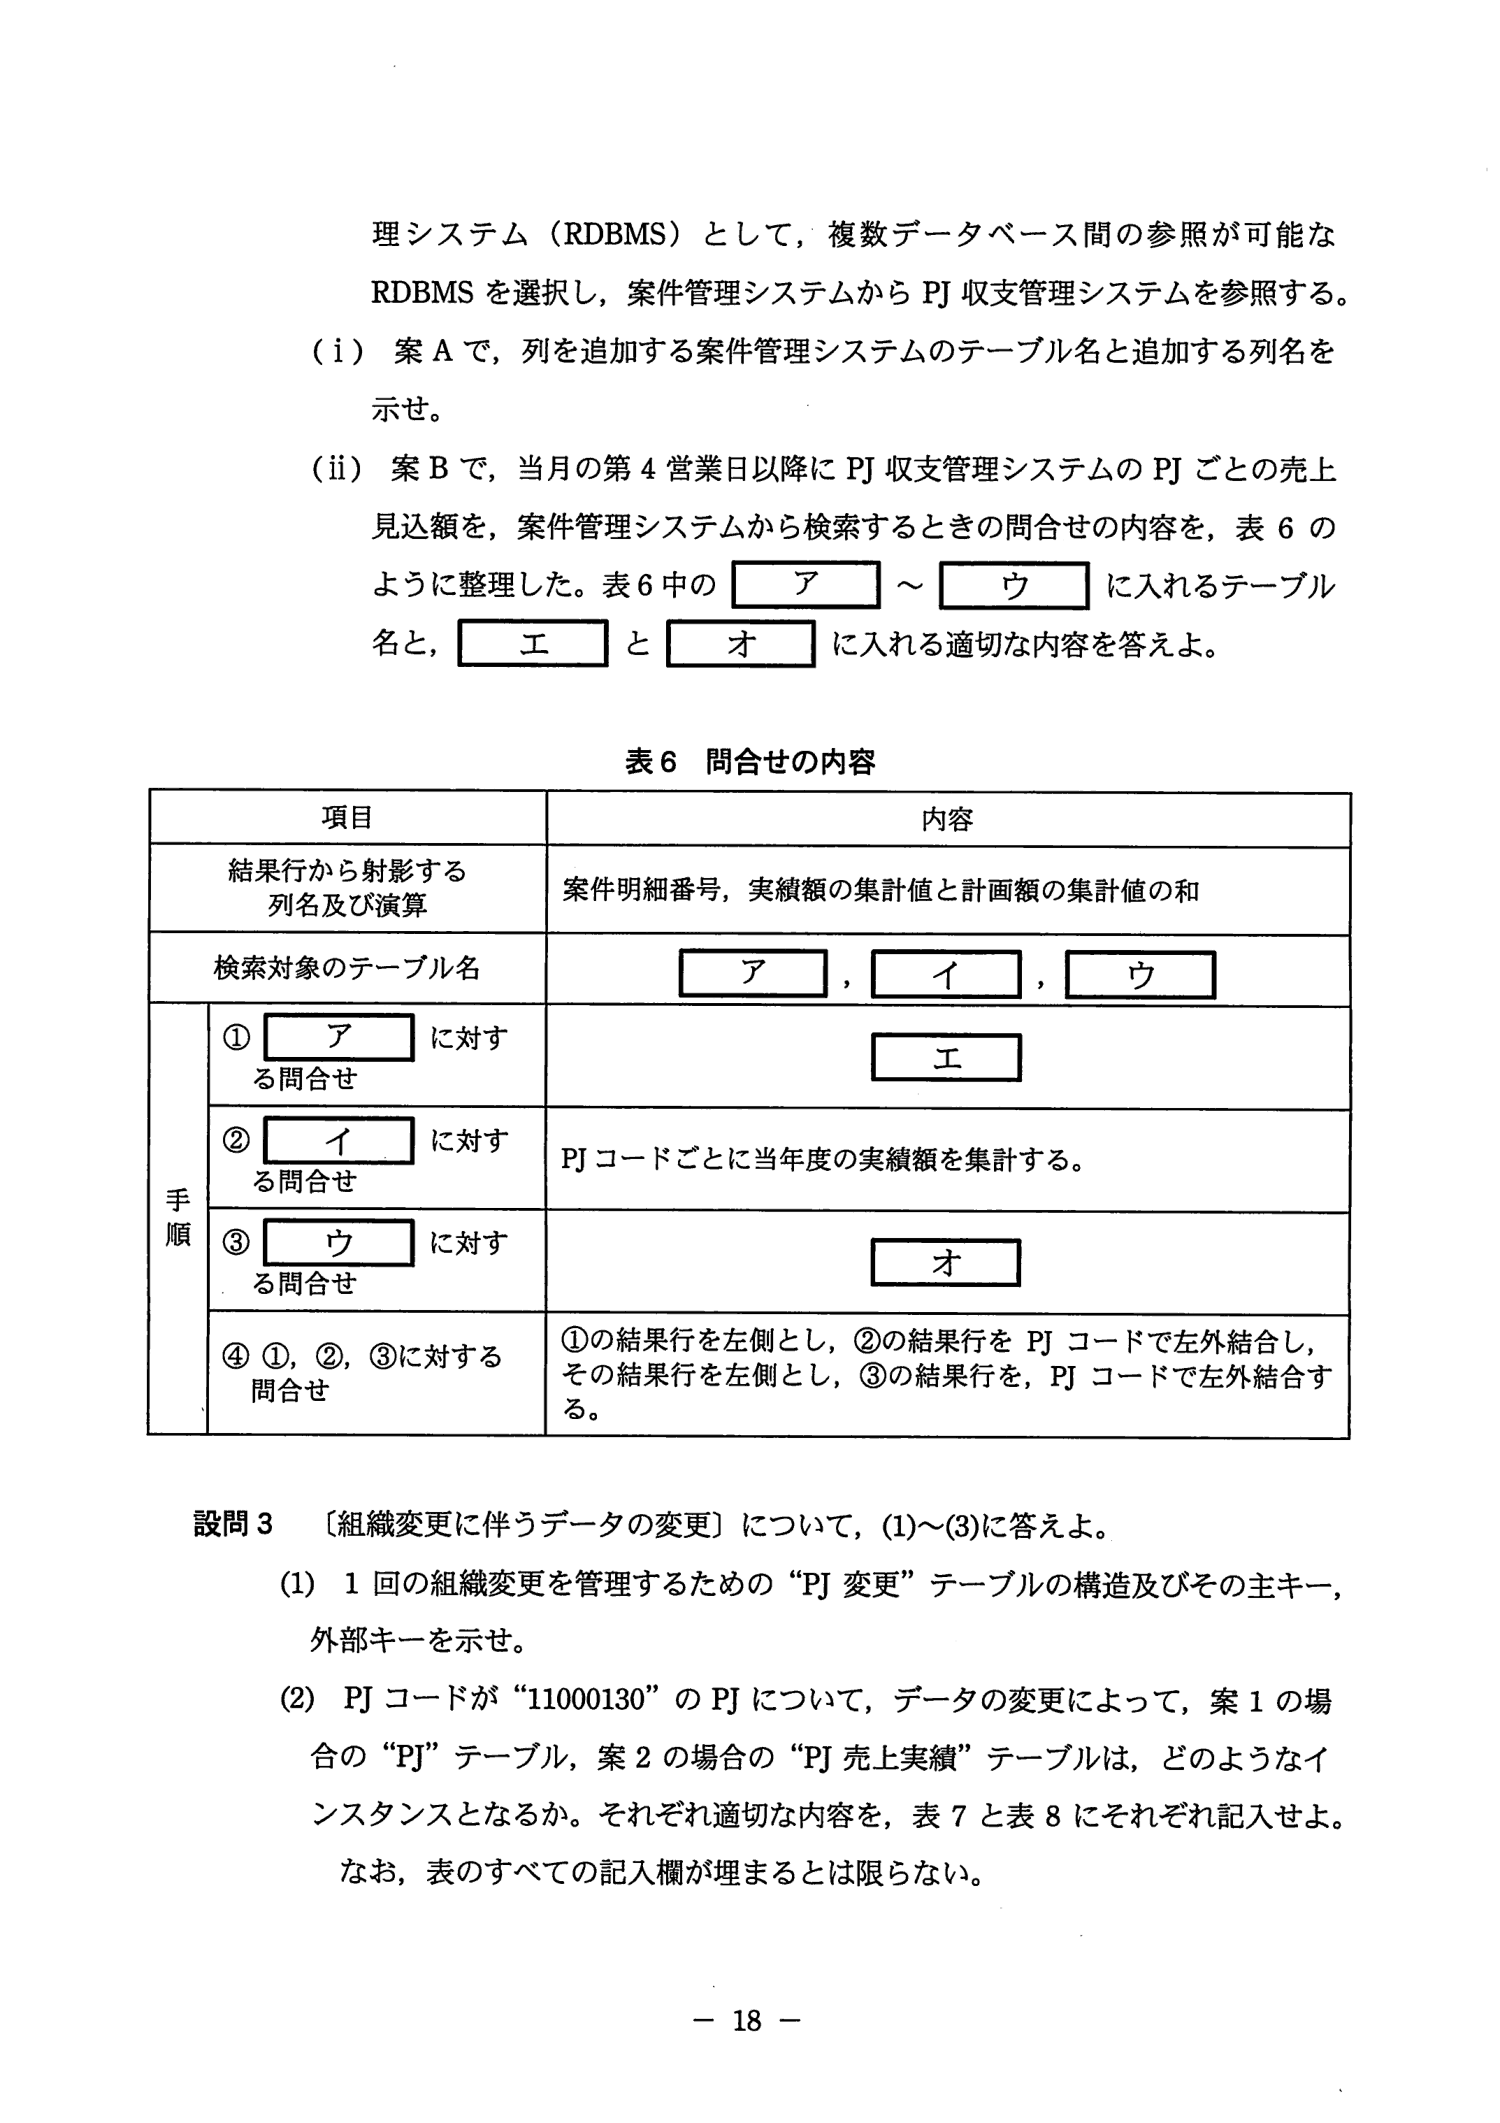 理システム（RDBMS）として，複数データベース間の参照が可能な
RDBMS を選択し，案件管理システムから PJ 収支管理システムを参照する。
(ⅰ) 案 A で，列を追加する案件管理システムのテーブル名と追加する列名を
示せ。
(ⅱ) 案 B で，当月の第 4 営業日以降に PJ 収支管理システムの PJ ごとの売上
見込額を，案件管理システムから検索するときの問合せの内容を，表 6 の
ように整理した。表 6 中の ア ～ ウ に入れるテーブル
名と， エ と オ に入れる適切な内容を答えよ。
表 6 問合せの内容
項目 内容
結果行から射影する
列名及び演算
案件明細番号，実績額の集計値と計画額の集計値の和
検索対象のテーブル名 ア ， イ ， ウ
手順
① ア に対す
る問合せ
エ
② イ に対す
る問合せ
PJ コードごとに当年度の実績額を集計する。
③ ウ に対す
る問合せ
オ
④ ①，②，③に対する
問合せ
①の結果行を左側とし，②の結果行を PJ コードで左外結合し，
その結果行を左側とし，③の結果行を，PJ コードで左外結合す
る。
設問 3 〔組織変更に伴うデータの変更〕について，(1)～(3)に答えよ。
(1) 1 回の組織変更を管理するための “PJ 変更” テーブルの構造及びその主キー，
外部キーを示せ。
(2) PJ コードが “11000130” の PJ について，データの変更によって，案 1 の場
合の “PJ” テーブル，案 2 の場合の “PJ 売上実績” テーブルは，どのようなイ
ンスタンスとなるか。それぞれ適切な内容を，表 7 と表 8 にそれぞれ記入せよ。
なお，表のすべての記入欄が埋まるとは限らない。
－ 18 －